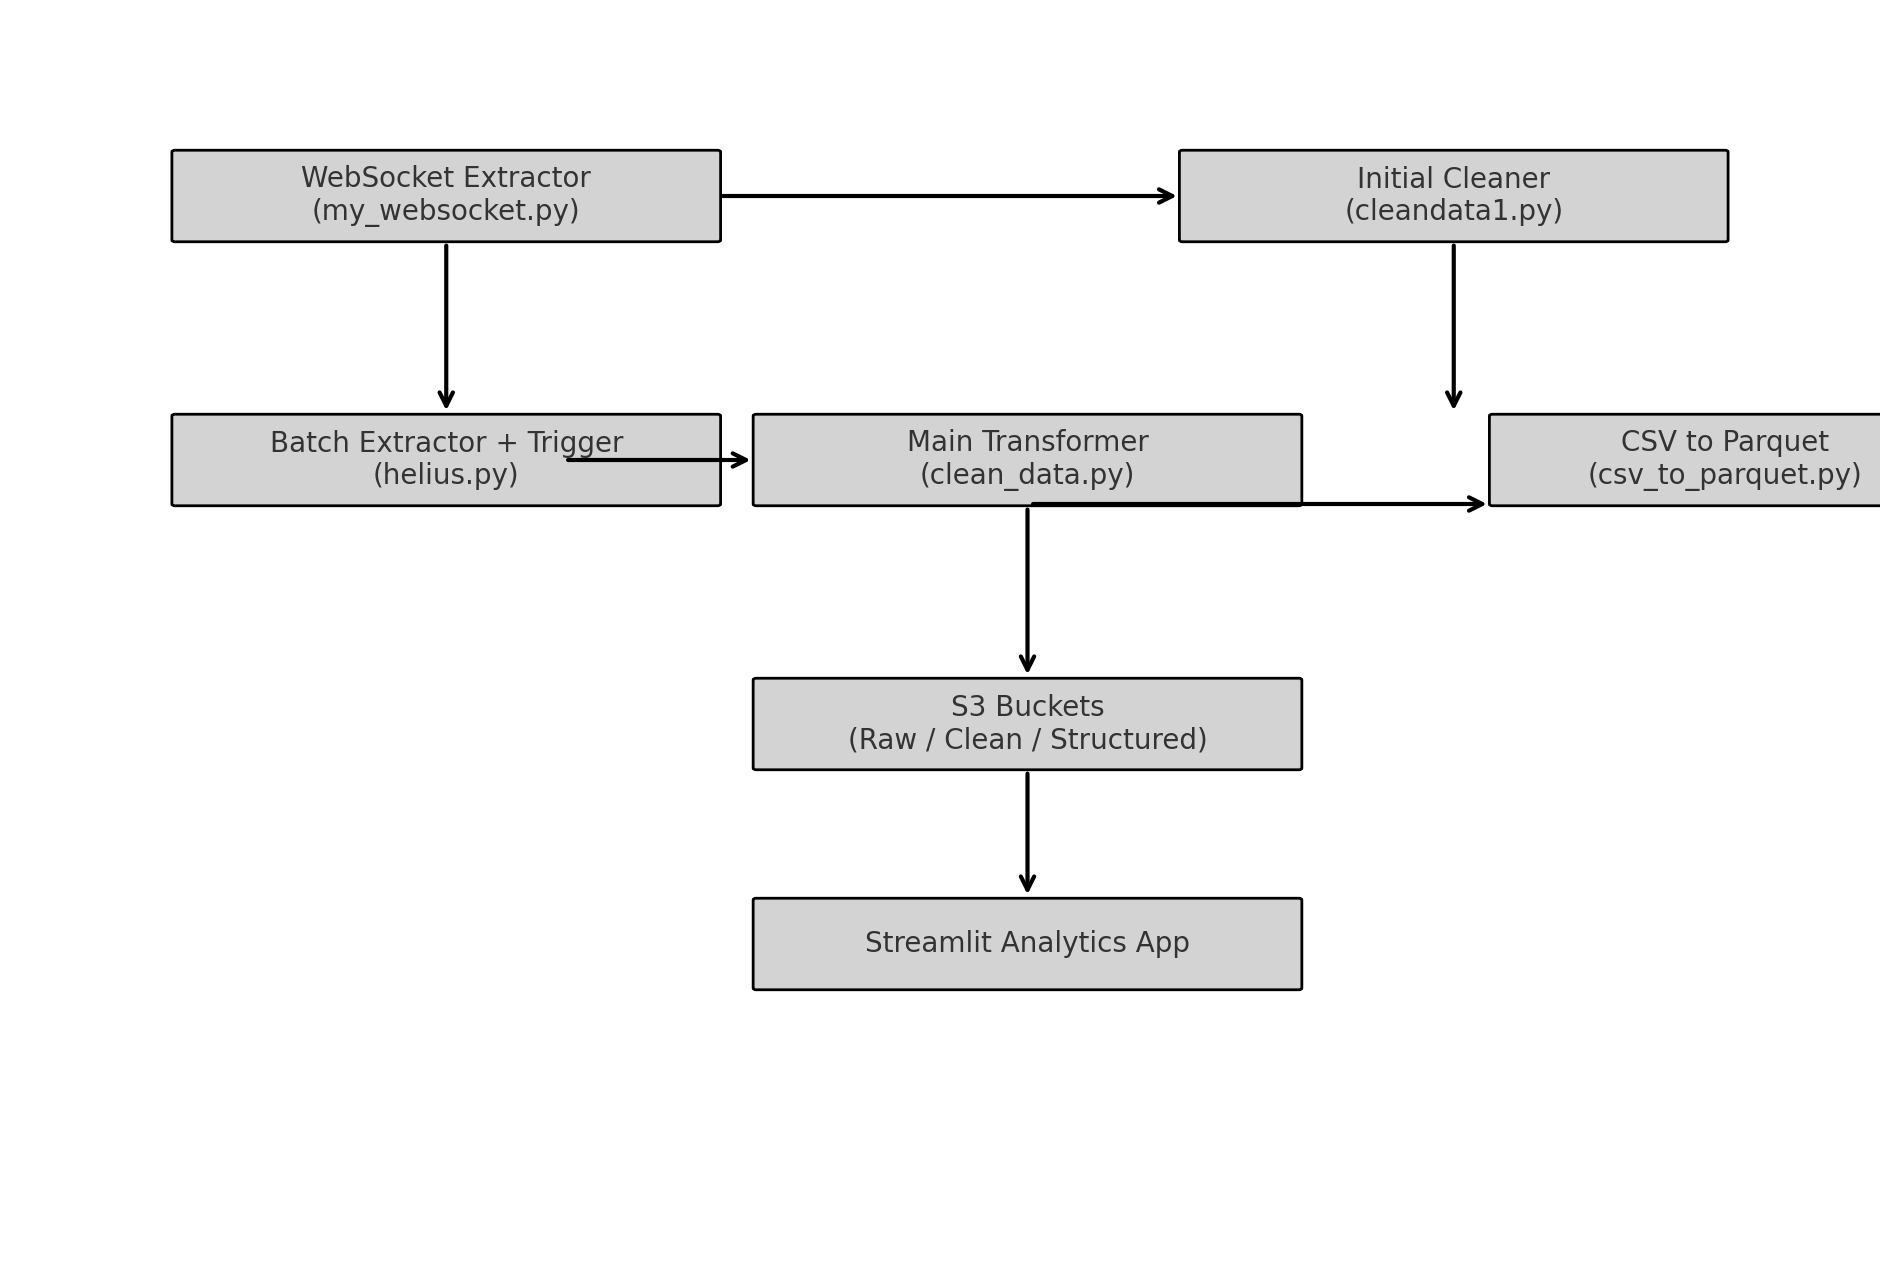 WebSocket Extractor
(my_websocket.py)
Initial Cleaner
(cleandata1.py)
Batch Extractor + Trigger
(helius.py)
Main Transformer
(clean_data.py)
CSV to Parquet
(csv_to_parquet.py)
S3 Buckets
(Raw / Clean / Structured)
Streamlit Analytics App